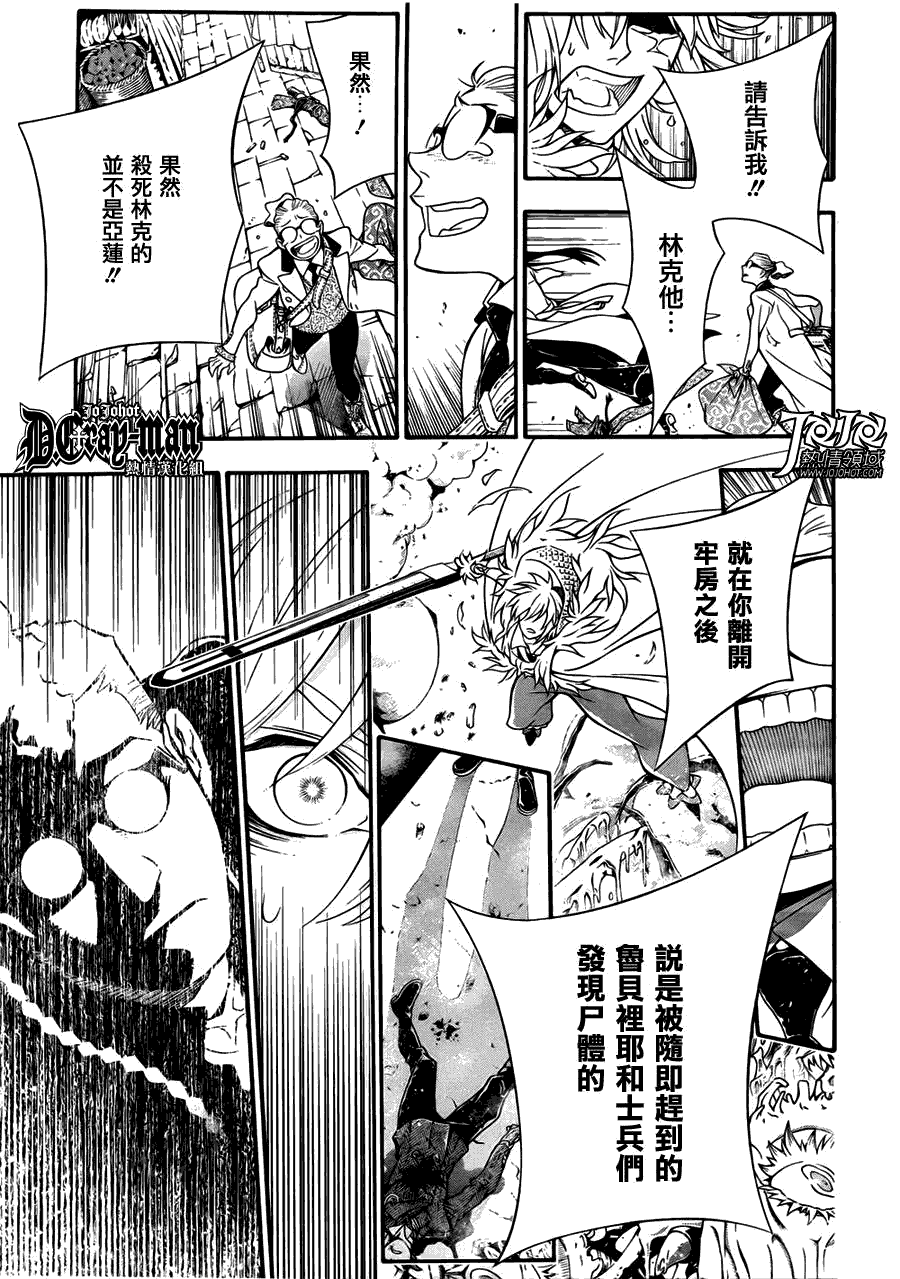 請告訴我!!
林克他…
果然…!
果然
殺死林克的
並不是亞蓮!!
JoJohot
D.Gray-man
熱情漢化組
JOJO
熱情領域
WWW.JOJOHOT.COM
就在你離開
牢房之後
説是被隨即趕到的
魯貝裡耶和士兵們
發現尸體的